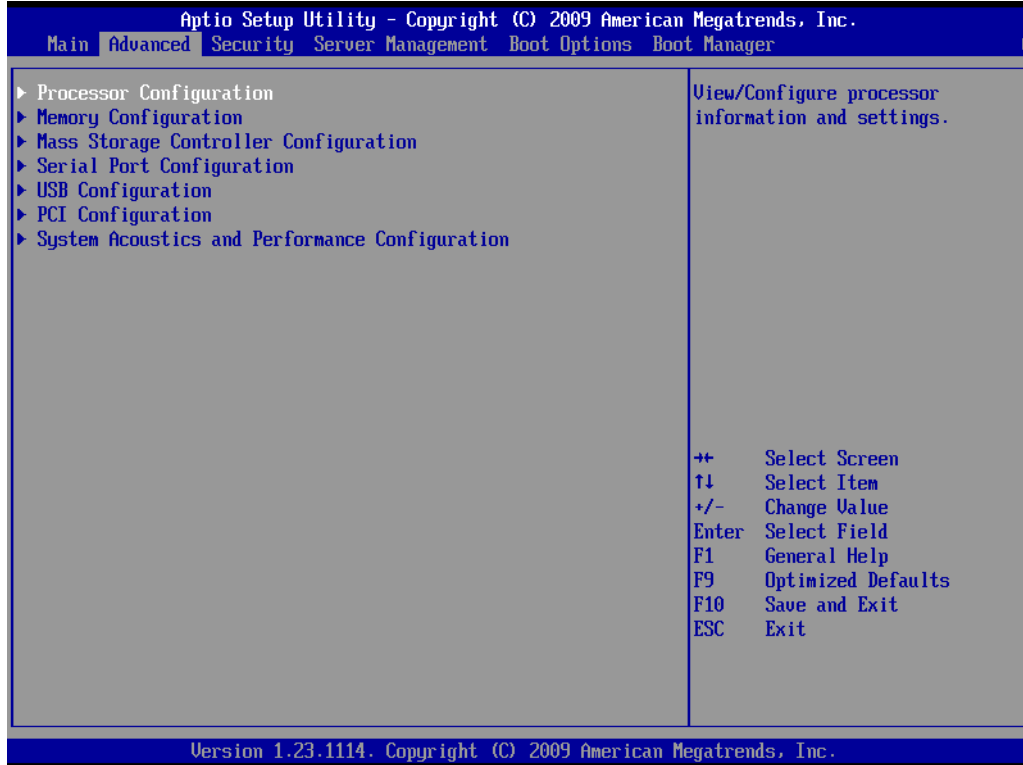 Aptio Setup Utility - Copyright (C) 2009 American Megatrends, Inc.
Main Advanced Security Server Management Boot Options Boot Manager
Processor Configuration
Memory Configuration
Mass Storage Controller Configuration
Serial Port Configuration
USB Configuration
PCI Configuration
System Acoustics and Performance Configuration
View/Configure processor
information and settings.
→← Select Screen
↑↓ Select Item
+/- Change Value
Enter Select Field
F1 General Help
F9 Optimized Defaults
F10 Save and Exit
ESC Exit
Version 1.23.1114. Copyright (C) 2009 American Megatrends, Inc.